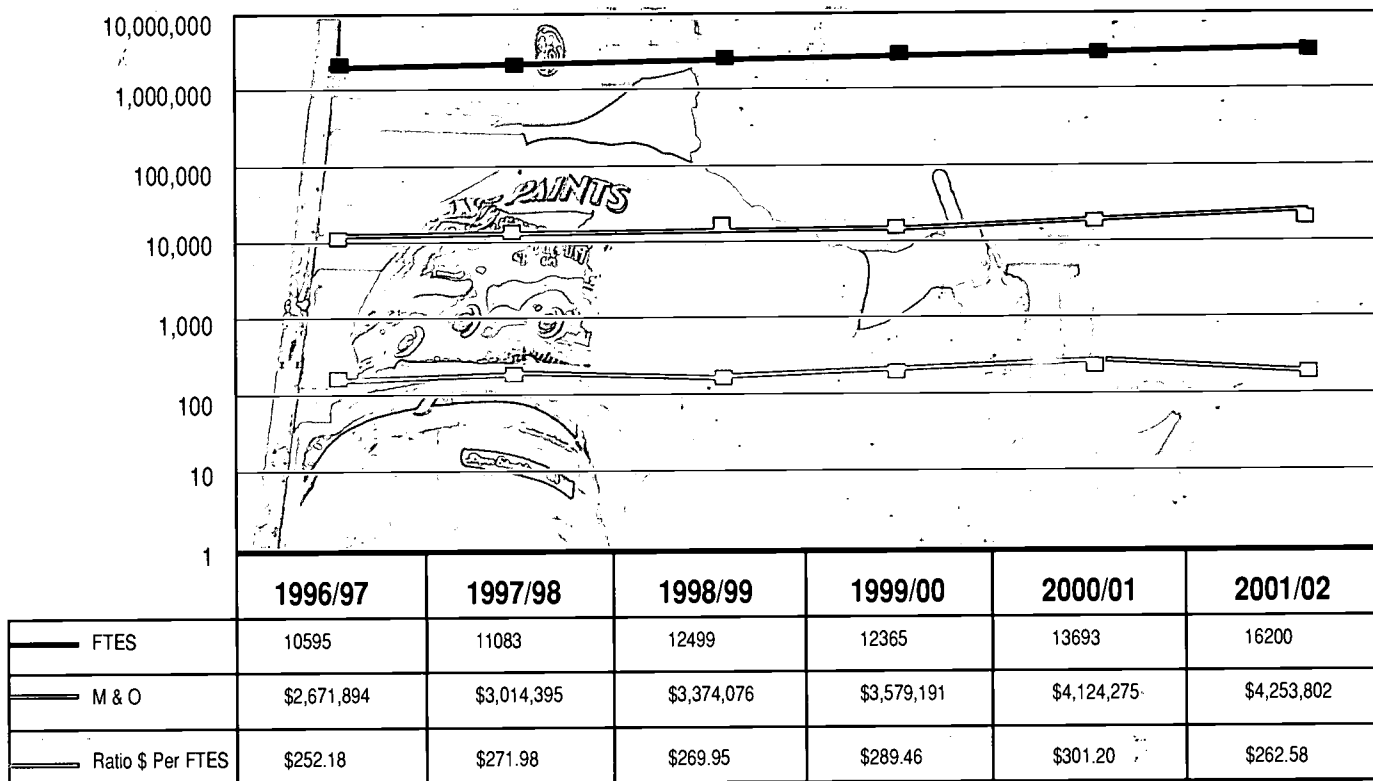 10,000,000
1,000,000
100,000
PAINTS
10,000
1,000
100
10
1
1996/97 1997/98 1998/99 1999/00 2000/01 2001/02
FTES 10595 11083 12499 12365 13693 16200
M & O $2,671,894 $3,014,395 $3,374,076 $3,579,191 $4,124,275 $4,253,802
Ratio $ Per FTES $252.18 $271.98 $269.95 $289.46 $301.20 $262.58